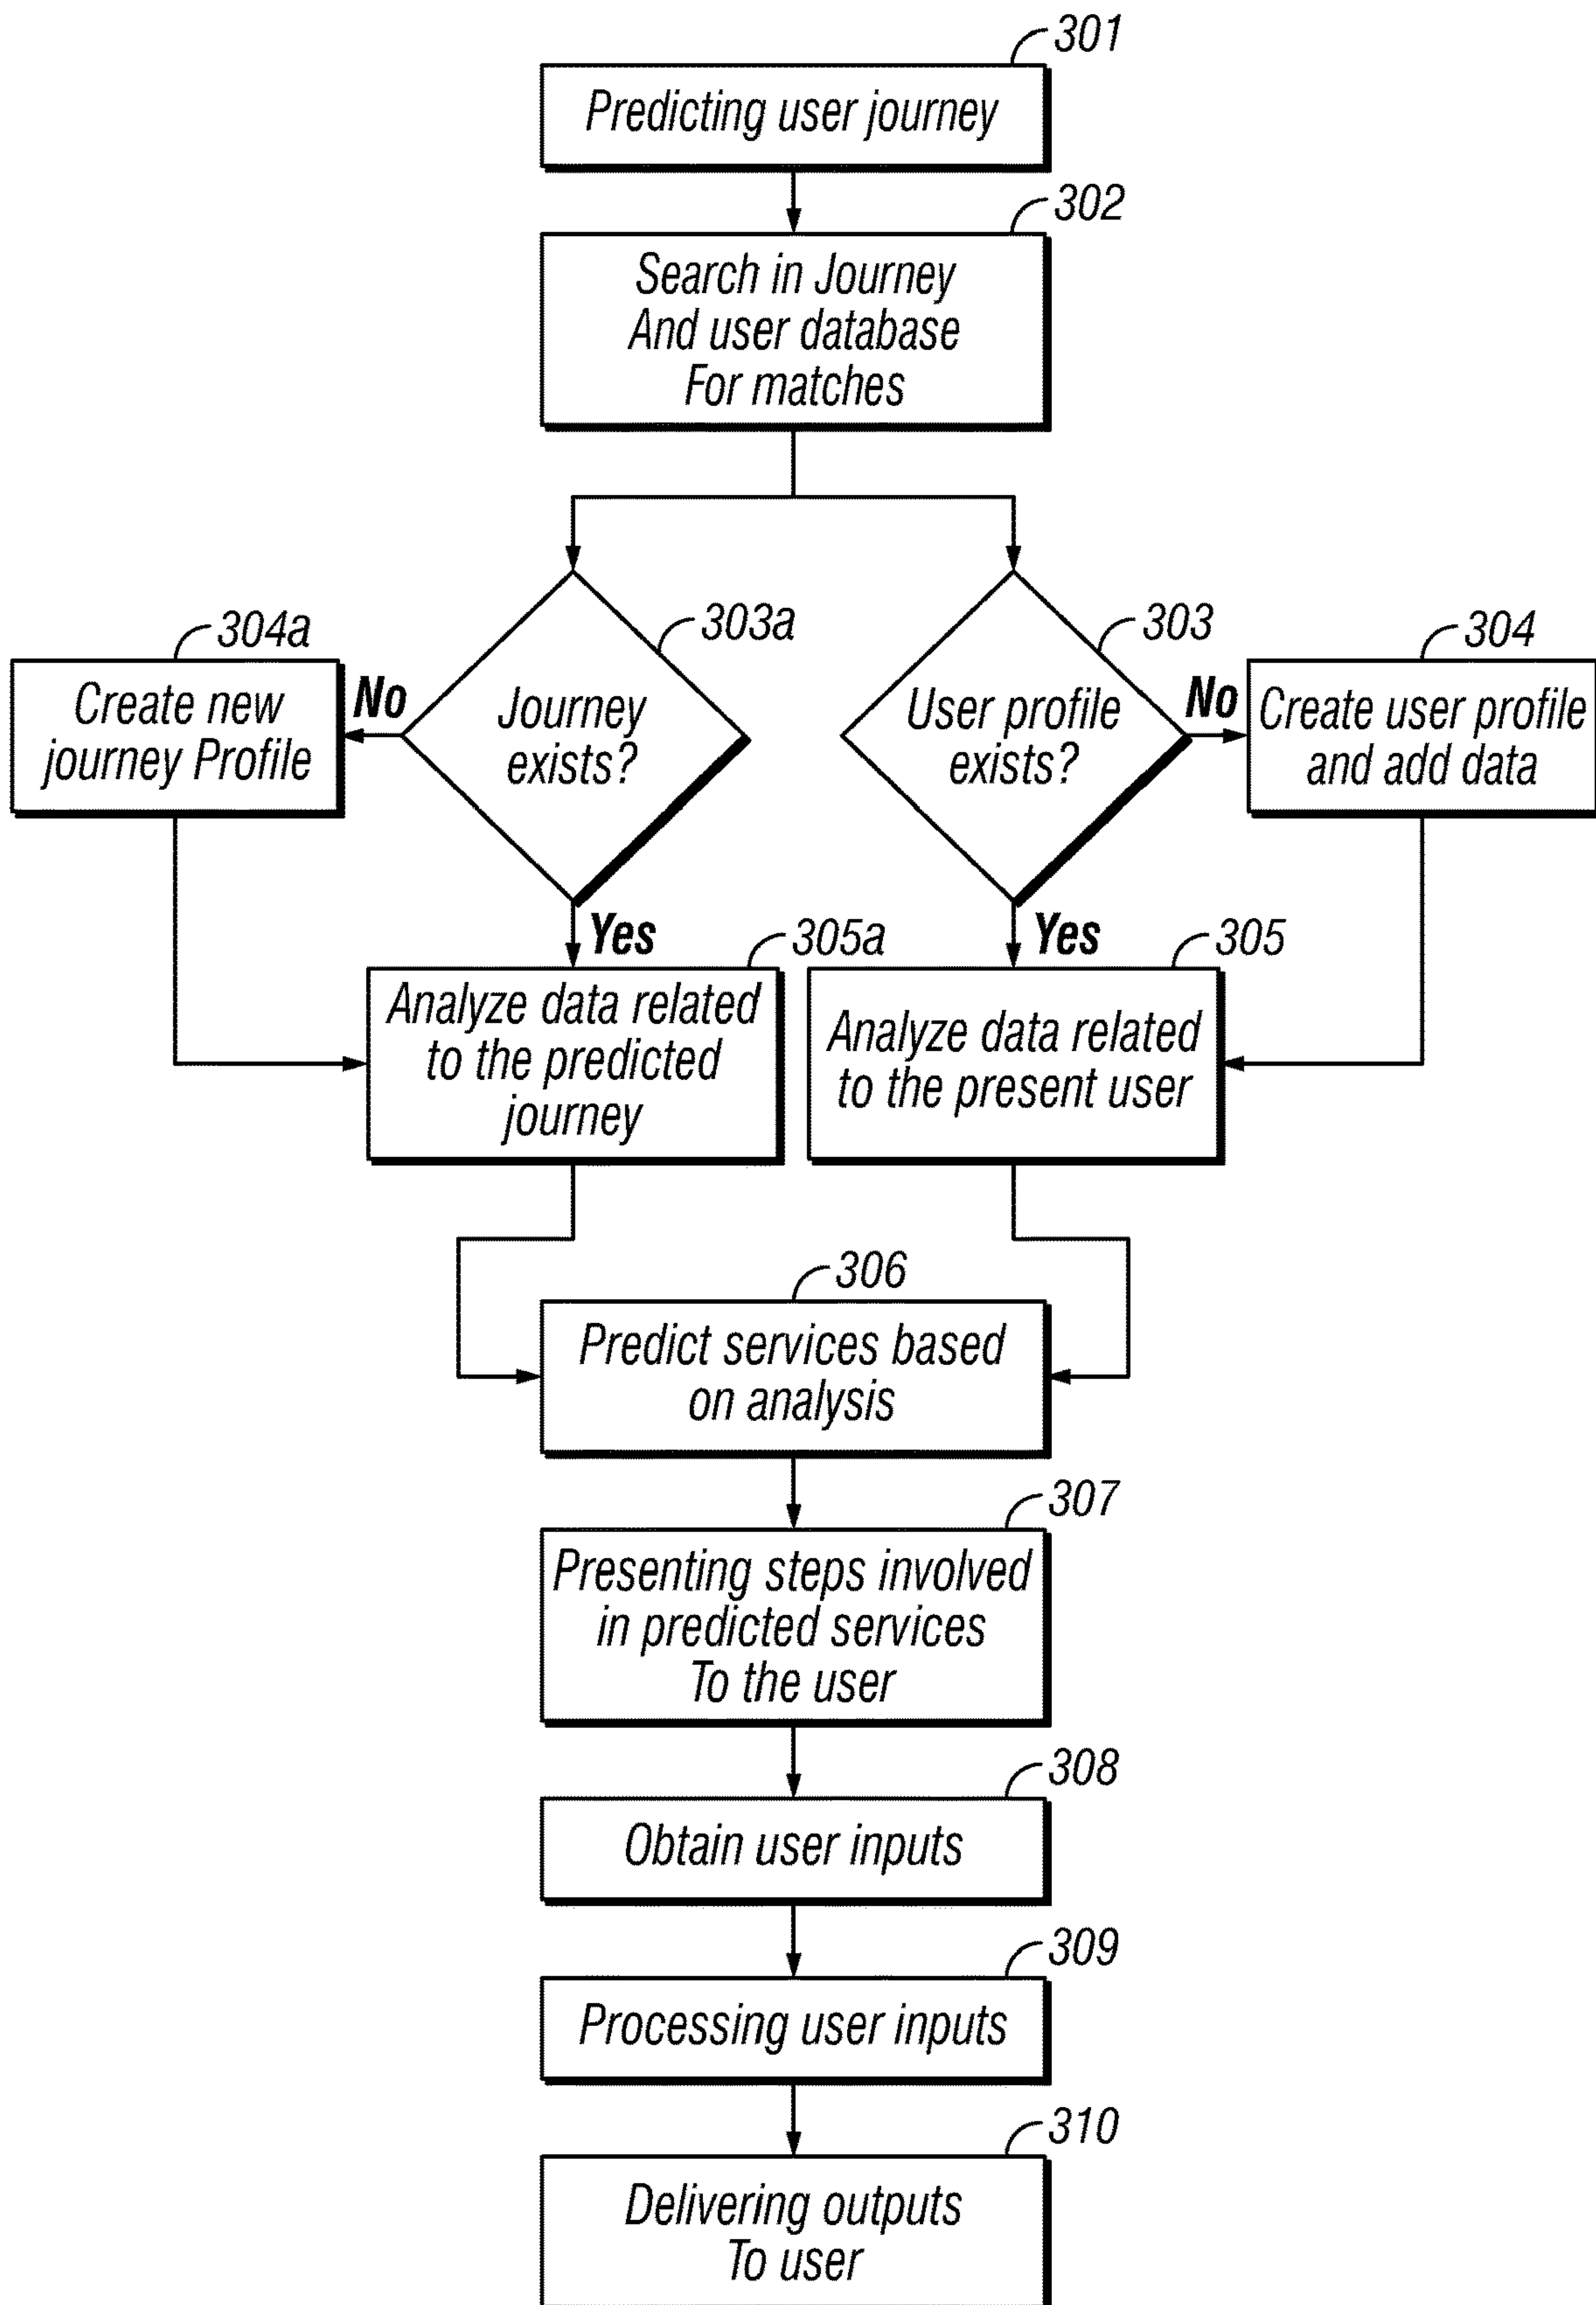 301
Predicting user journey
302
Search in Journey
And user database
For matches
304a
Create new
journey Profile
No
303a
Journey
exists?
Yes
303
User profile
exists?
No
Yes
304
Create user profile
and add data
305a
Analyze data related
to the predicted
journey
305
Analyze data related
to the present user
306
Predict services based
on analysis
307
Presenting steps involved
in predicted services
To the user
308
Obtain user inputs
309
Processing user inputs
310
Delivering outputs
To user